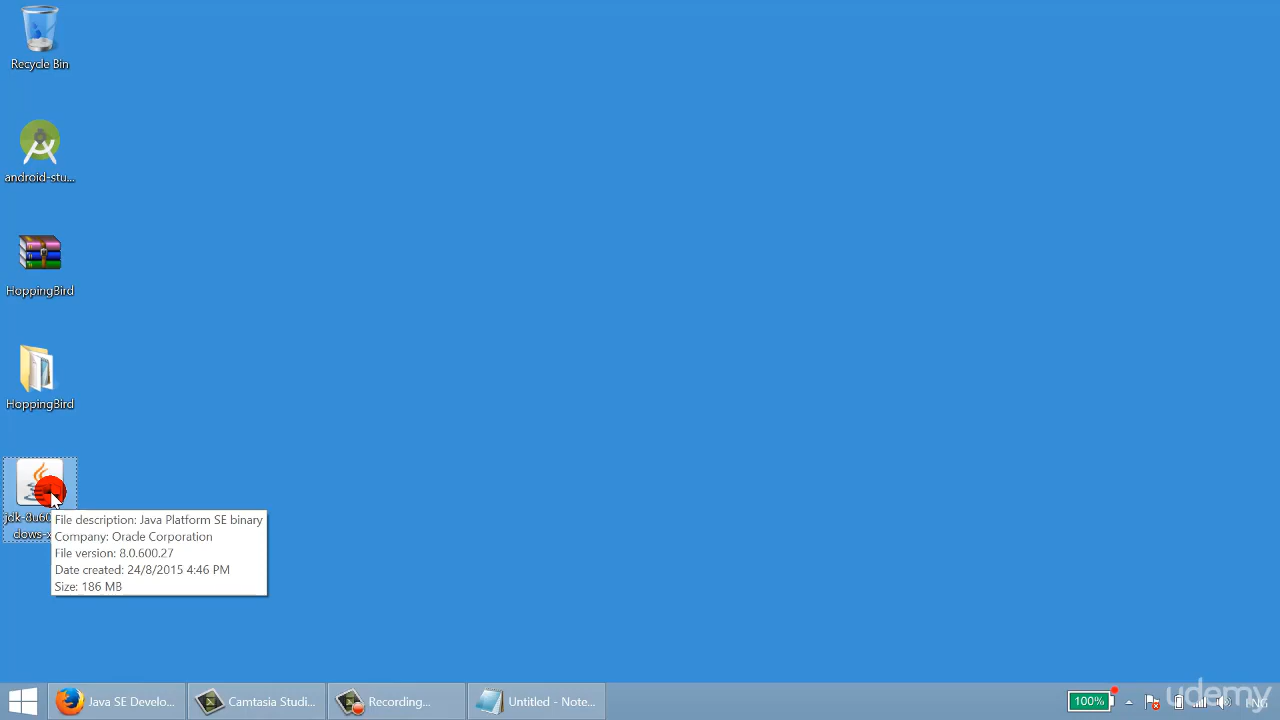 Recycle Bin
android-stu...
HoppingBird
HoppingBird
File description: Java Platform SE binary
Company: Oracle Corporation
File version: 8.0.600.27
Date created: 24/8/2015 4:46 PM
Size: 186 MB
Java SE Develo...
Camtasia Studi...
Recording...
Untitled - Note...
100%
ENG
udemy